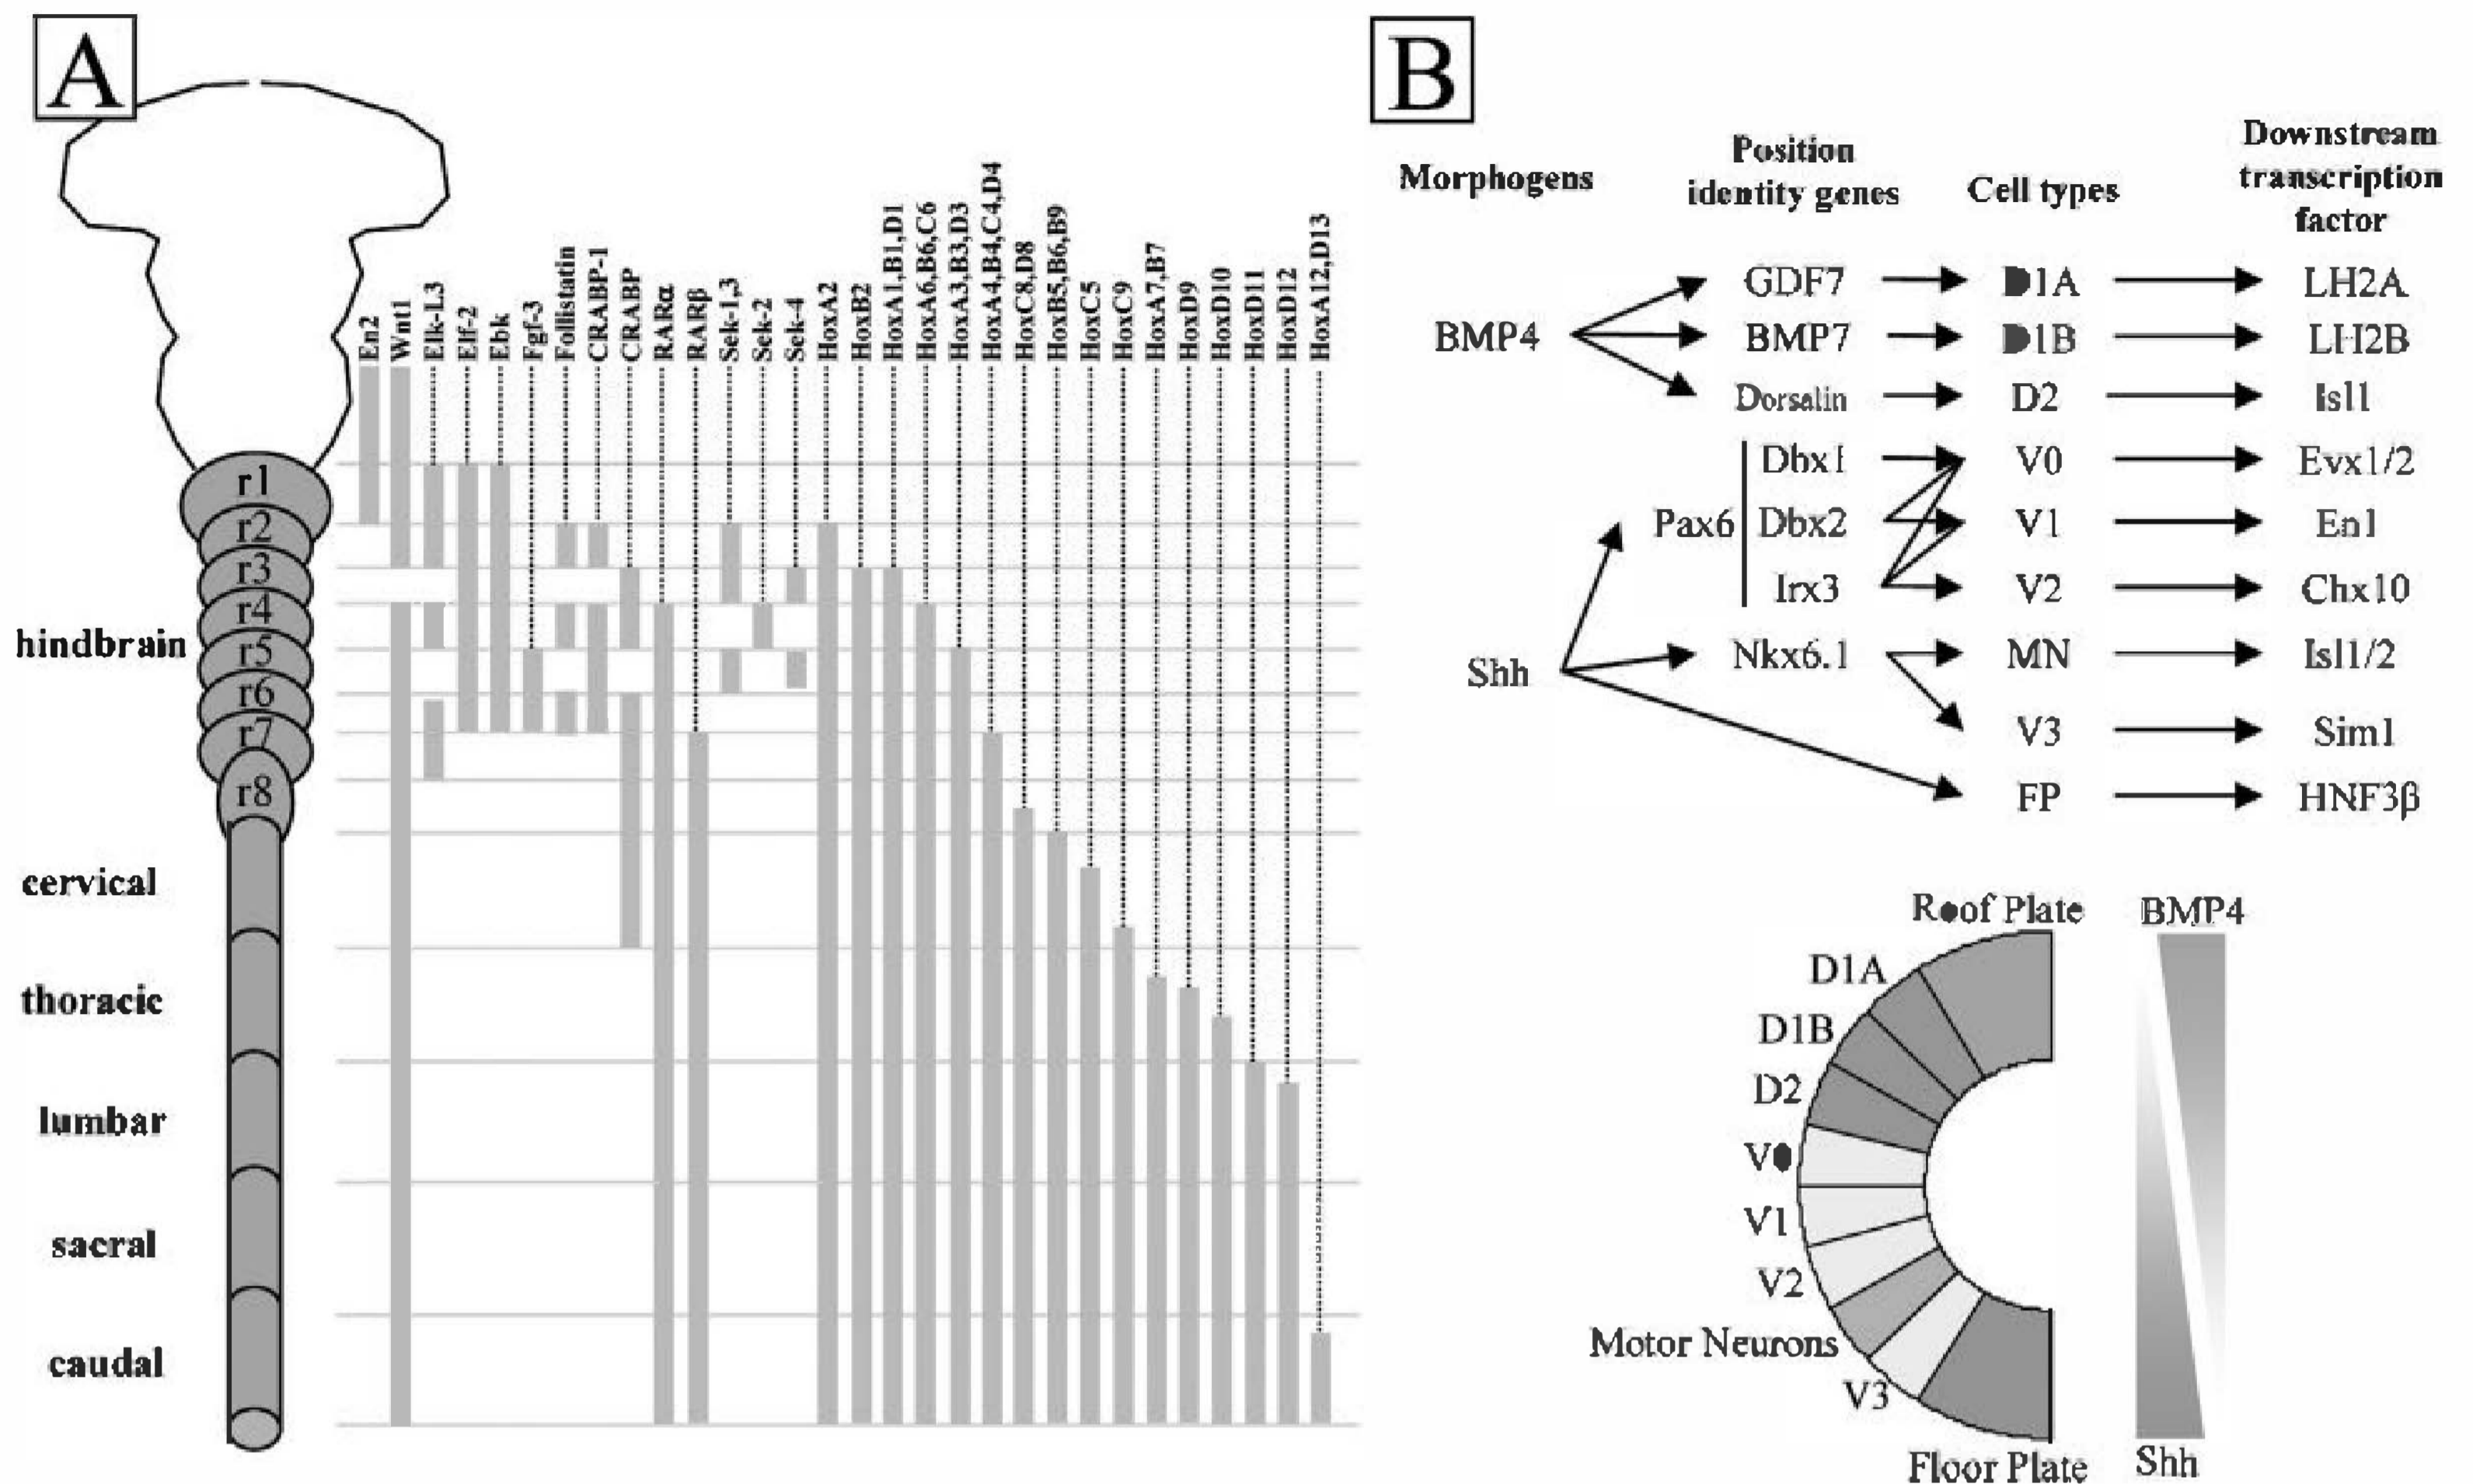 A
En2
Wnt1
Elk-L3
Elf-2
Ebk
Fgf-3
Follistatin
CRABP-1
CRABP
RARα
RARβ
Sek-1,3
Sek-2
Sek-4
HoxA2
HoxB2
HoxA1,B1,D1
HoxA6,B6,C6
HoxA3,B3,D3
HoxA4,B4,C4,D4
HoxC8,D8
HoxB5,B6,B9
HoxC5
HoxC9
HoxA7,B7
HoxD9
HoxD10
HoxD11
HoxD12
HoxA12,D13
r1
r2
r3
r4
r5
r6
r7
r8
hindbrain
cervical
thoracic
lumbar
sacral
caudal
B
Morphogens
Position
identity genes
Cell types
Downstream
transcription
factor
GDF7 D1A LH2A
BMP4 BMP7 D1B LH2B
Dorsalin D2 Isl1
Dbx1 V0 Evx1/2
Pax6 Dbx2 V1 En1
Irx3 V2 Chx10
Shh Nkx6.1 MN Isl1/2
V3 Sim1
FP HNF3β
Roof Plate BMP4
D1A
D1B
D2
V0
V1
V2
Motor Neurons
V3
Floor Plate Shh